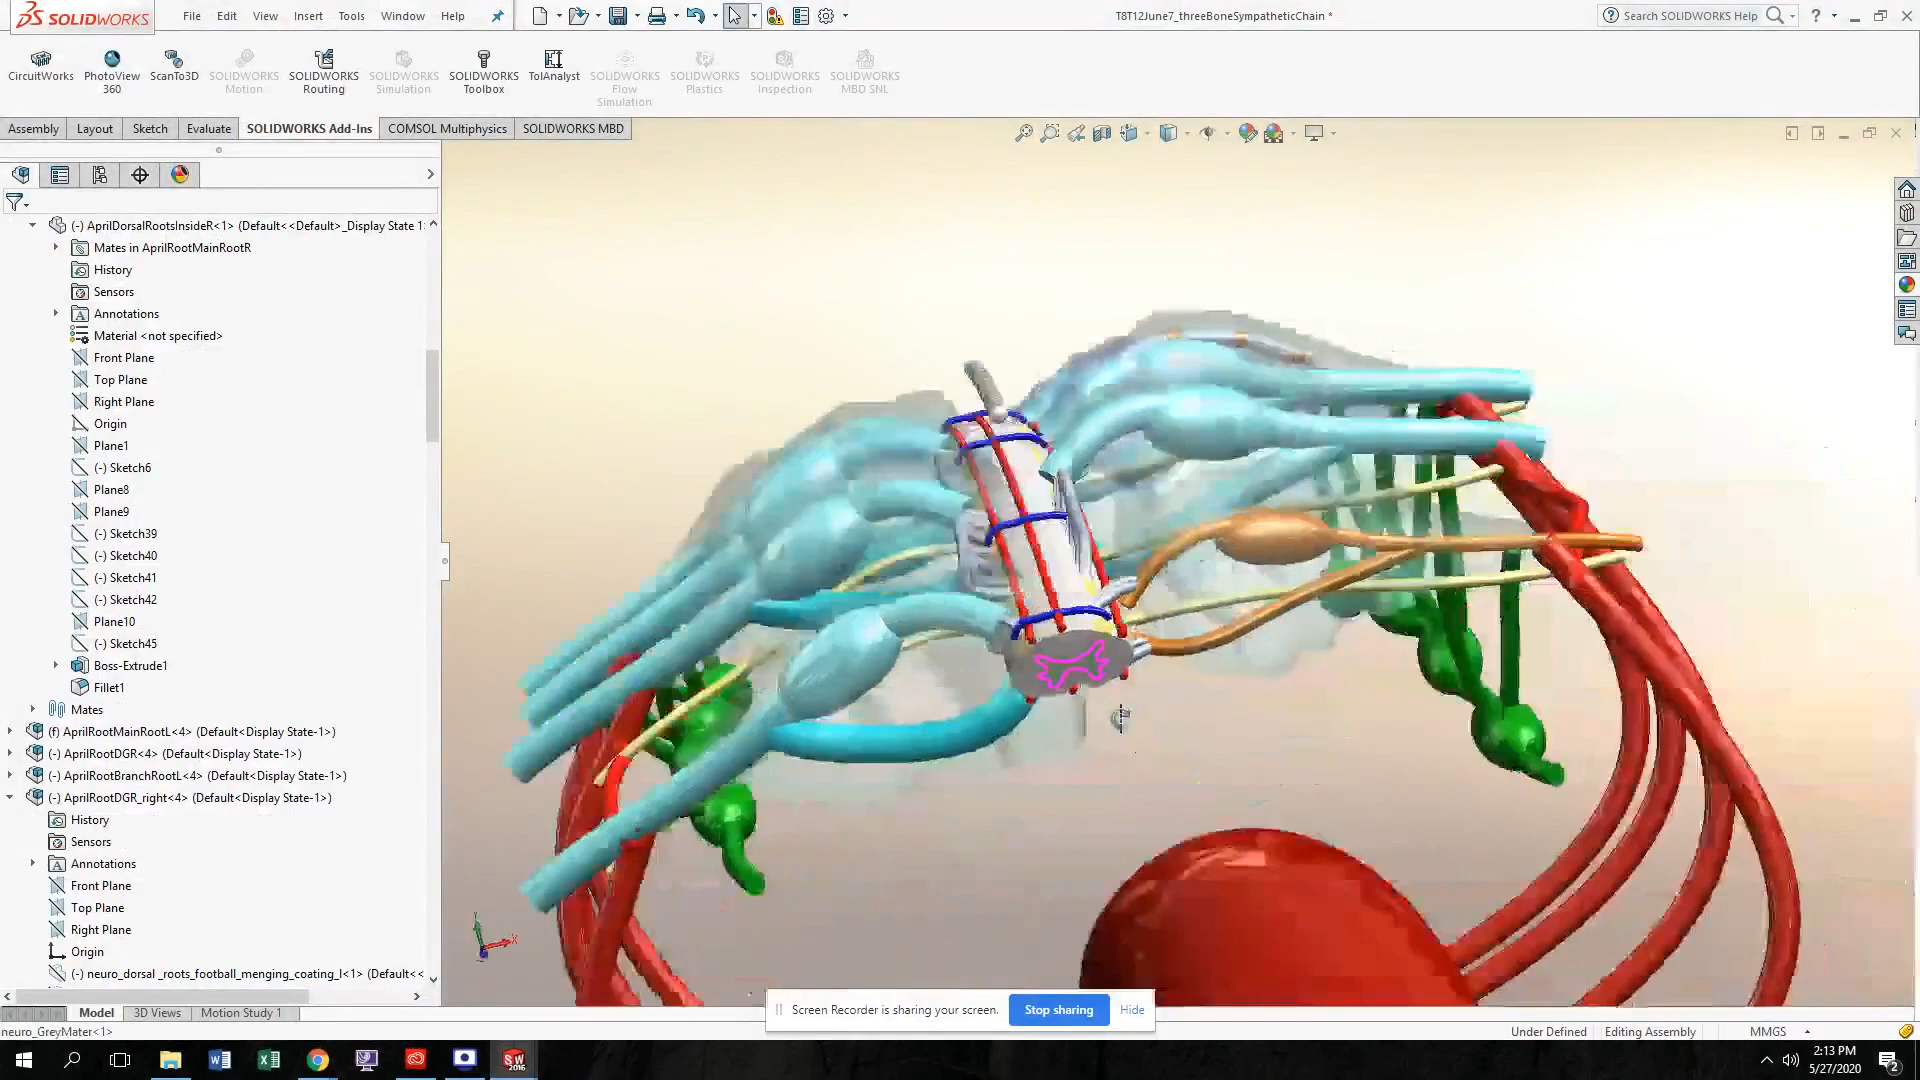 SOLIDWORKS
File Edit View Insert Tools Window Help
T8T12June7_threeBoneSympatheticChain *
Search SOLIDWORKS Help
CircuitWorks
PhotoView
360
ScanTo3D
SOLIDWORKS
Motion
SOLIDWORKS
Routing
SOLIDWORKS
Simulation
SOLIDWORKS
Toolbox
TolAnalyst
SOLIDWORKS
Flow
Simulation
SOLIDWORKS
Plastics
SOLIDWORKS
Inspection
SOLIDWORKS
MBD SNL
Assembly Layout Sketch Evaluate SOLIDWORKS Add-Ins COMSOL Multiphysics SOLIDWORKS MBD
(-) AprilDorsalRootsInsideR<1> (Default<<Default>_Display State 1
Mates in AprilRootMainRootR
History
Sensors
Annotations
Material <not specified>
Front Plane
Top Plane
Right Plane
Origin
Plane1
(-) Sketch6
Plane8
Plane9
(-) Sketch39
(-) Sketch40
(-) Sketch41
(-) Sketch42
Plane10
(-) Sketch45
Boss-Extrude1
Fillet1
Mates
(f) AprilRootMainRootL<4> (Default<Display State-1>)
(-) AprilRootDGR<4> (Default<Display State-1>)
(-) AprilRootBranchRootL<4> (Default<Display State-1>)
(-) AprilRootDGR_right<4> (Default<Display State-1>)
History
Sensors
Annotations
Front Plane
Top Plane
Right Plane
Origin
(-) neuro_dorsal _roots_football_menging_coating_l<1> (Default<<
Y
X
Model 3D Views Motion Study 1
Screen Recorder is sharing your screen. Stop sharing Hide
neuro_GreyMater<1>
Under Defined Editing Assembly MMGS
SW
2016
2:13 PM
5/27/2020
2